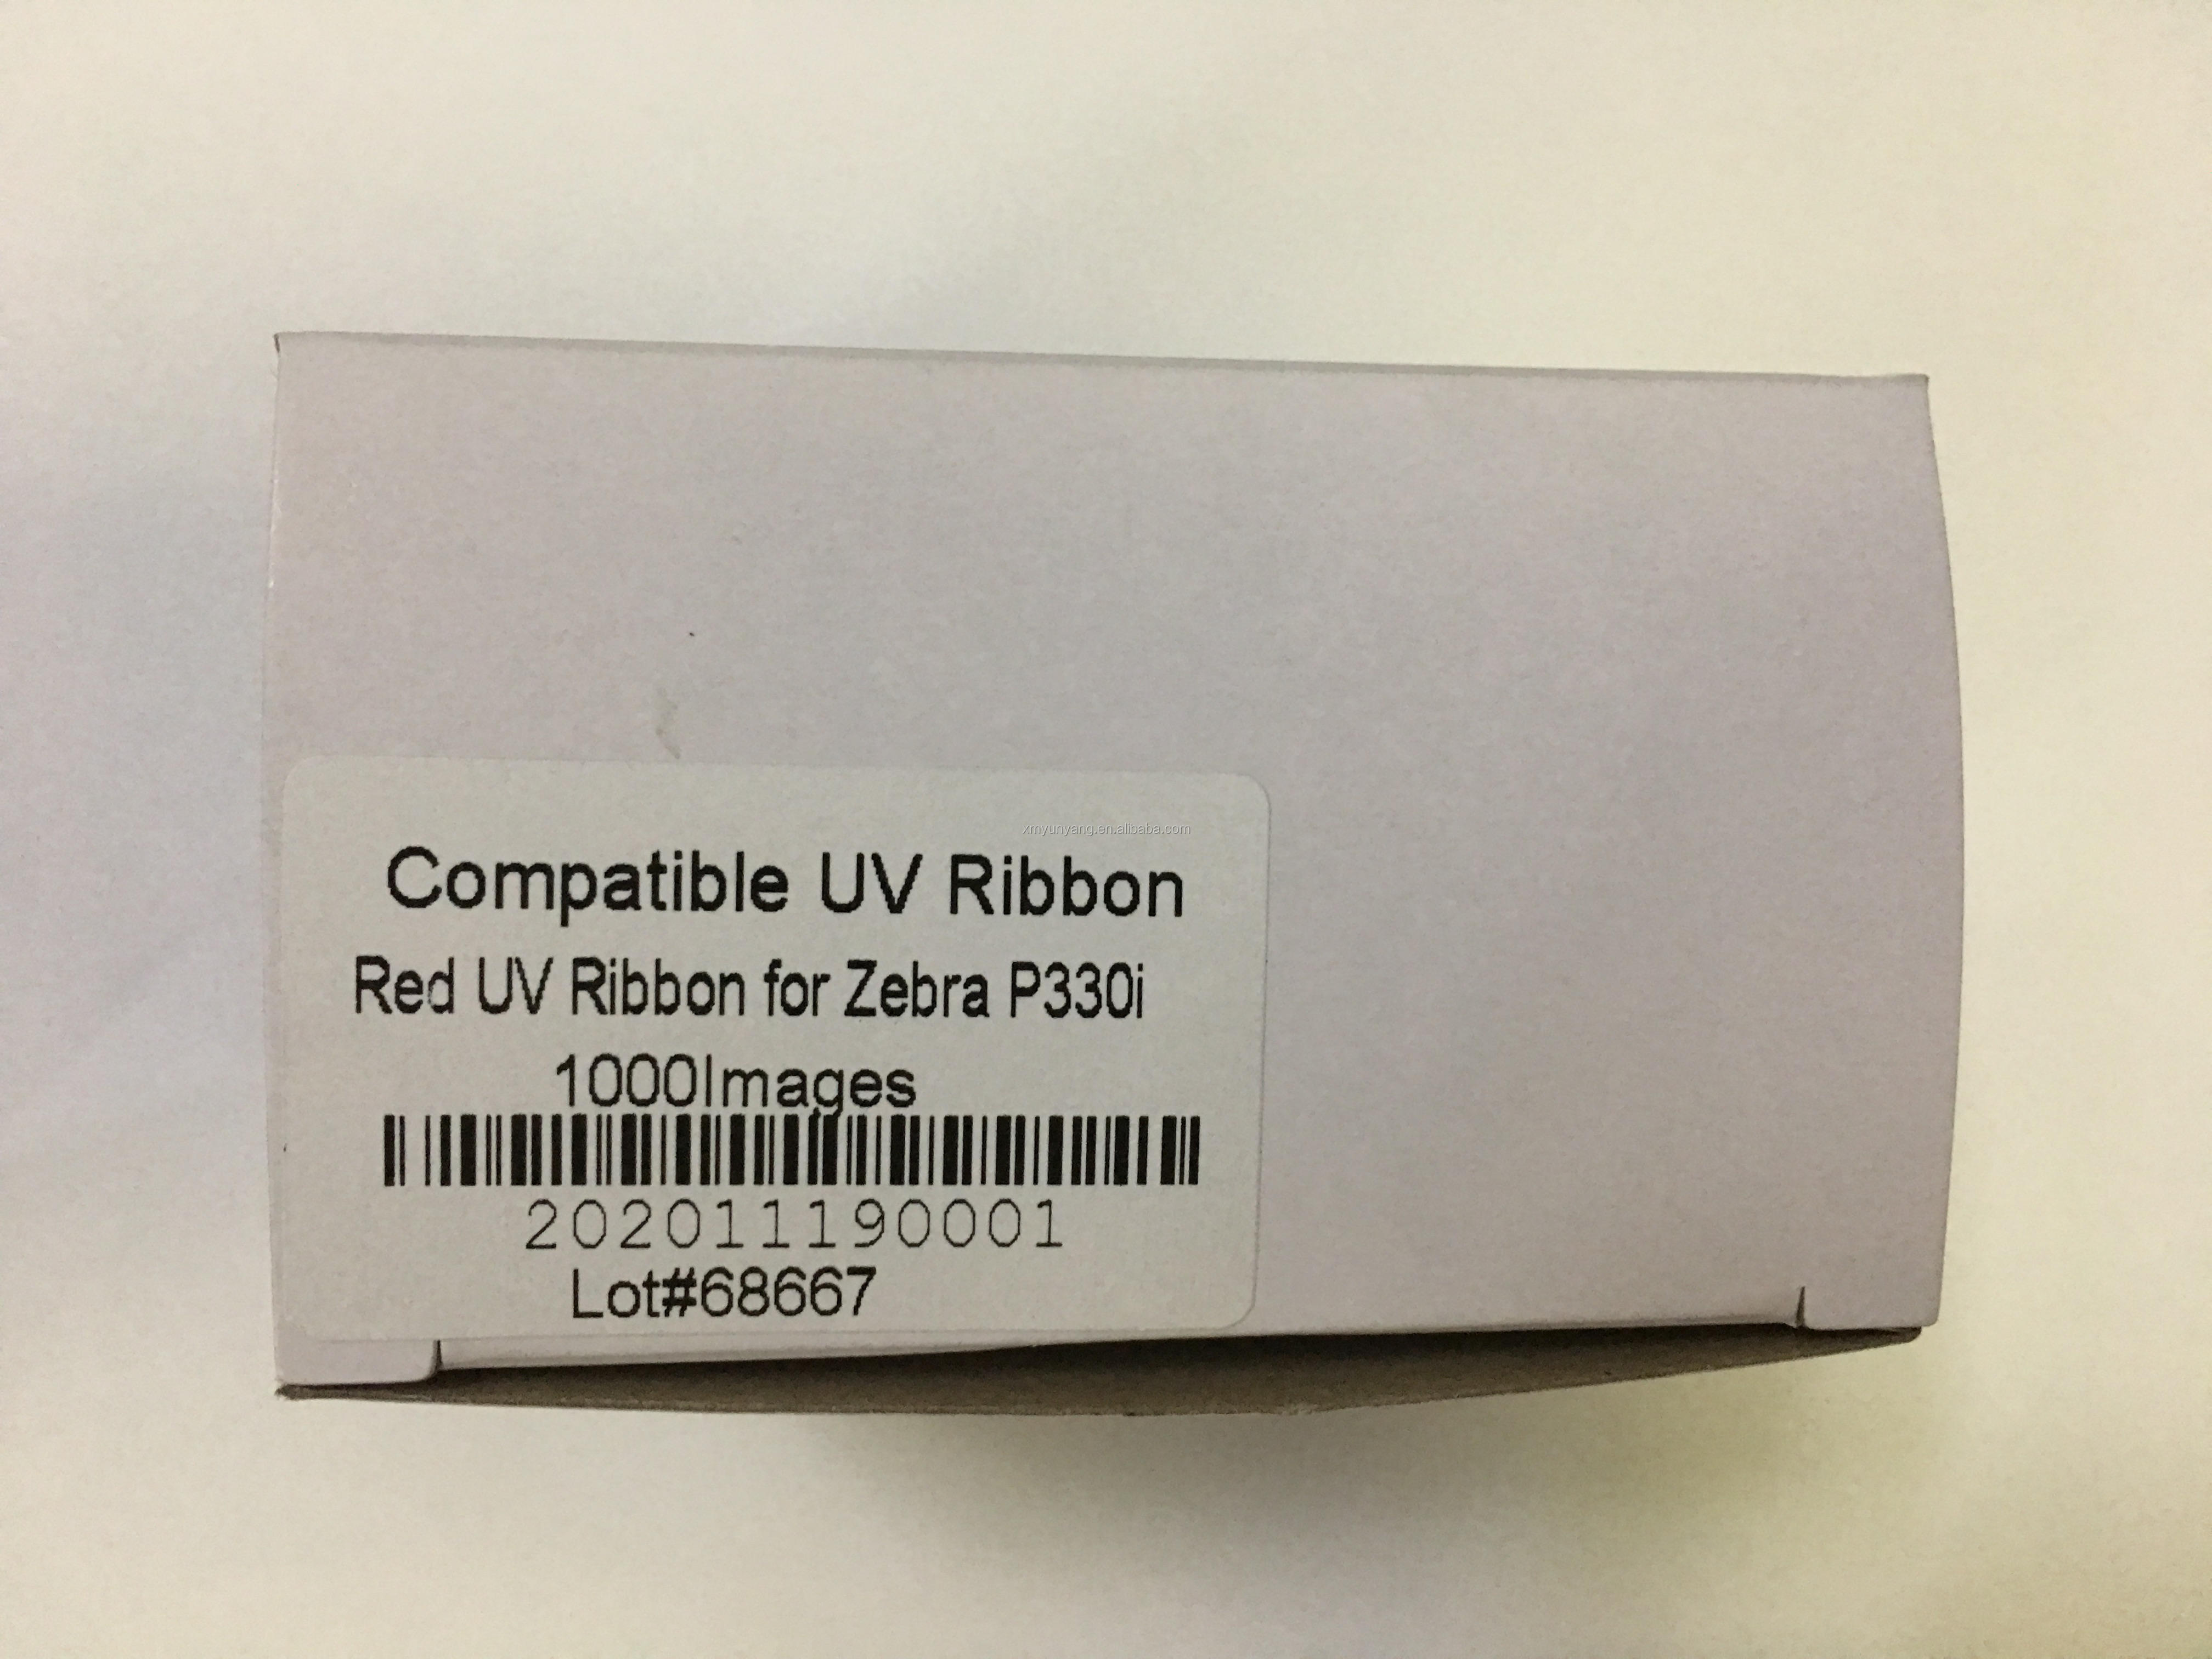 xmyunyang.en.alibaba.com
Compatible UV Ribbon
Red UV Ribbon for Zebra P330i
1000Images
202011190001
Lot#68667